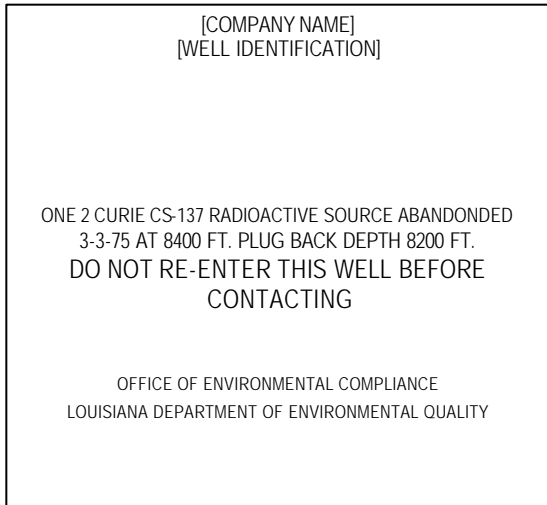 [COMPANY NAME]
[WELL IDENTIFICATION]
ONE 2 CURIE CS-137 RADIOACTIVE SOURCE ABANDONDED
3-3-75 AT 8400 FT. PLUG BACK DEPTH 8200 FT.
DO NOT RE-ENTER THIS WELL BEFORE
CONTACTING
OFFICE OF ENVIRONMENTAL COMPLIANCE
LOUISIANA DEPARTMENT OF ENVIRONMENTAL QUALITY